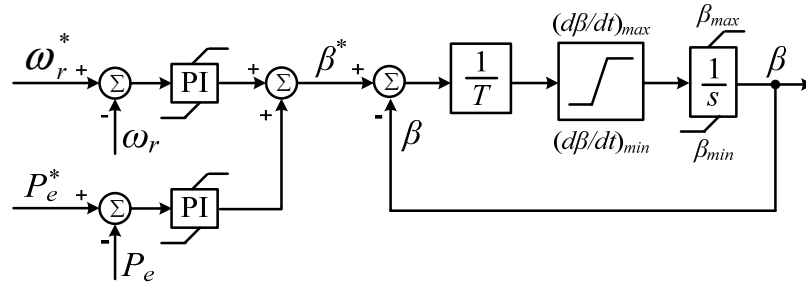 ω_r^* + Σ - ω_r
PI
+ Σ +
β^* + Σ - β
1/T
(dβ/dt)_max
(dβ/dt)_min
β_max
1/s
β_min
β
P_e^* + Σ - P_e
PI